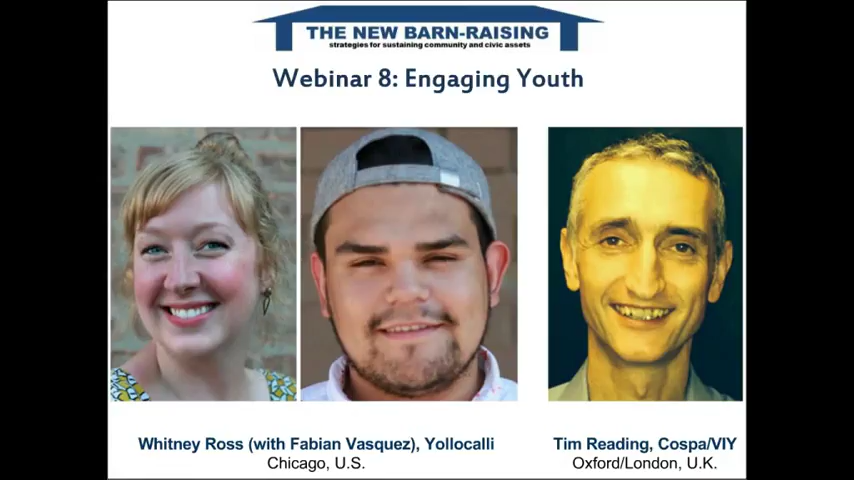 THE NEW BARN-RAISING
strategies for sustaining community and civic assets
Webinar 8: Engaging Youth
Whitney Ross (with Fabian Vasquez), Yollocalli
Chicago, U.S.
Tim Reading, Cospa/VIY
Oxford/London, U.K.